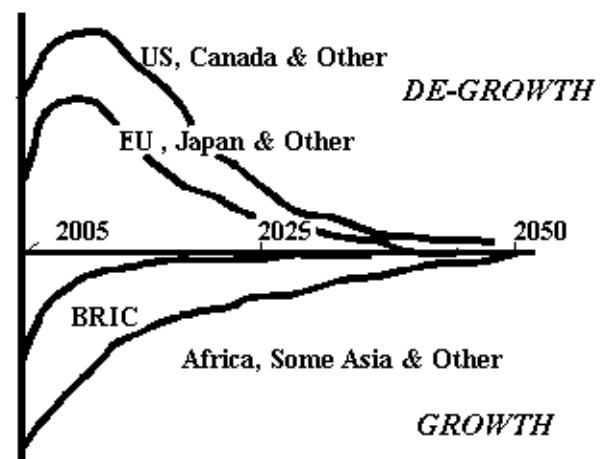 US, Canada & Other
DE-GROWTH
EU , Japan & Other
2005 2025 2050
BRIC
Africa, Some Asia & Other
GROWTH